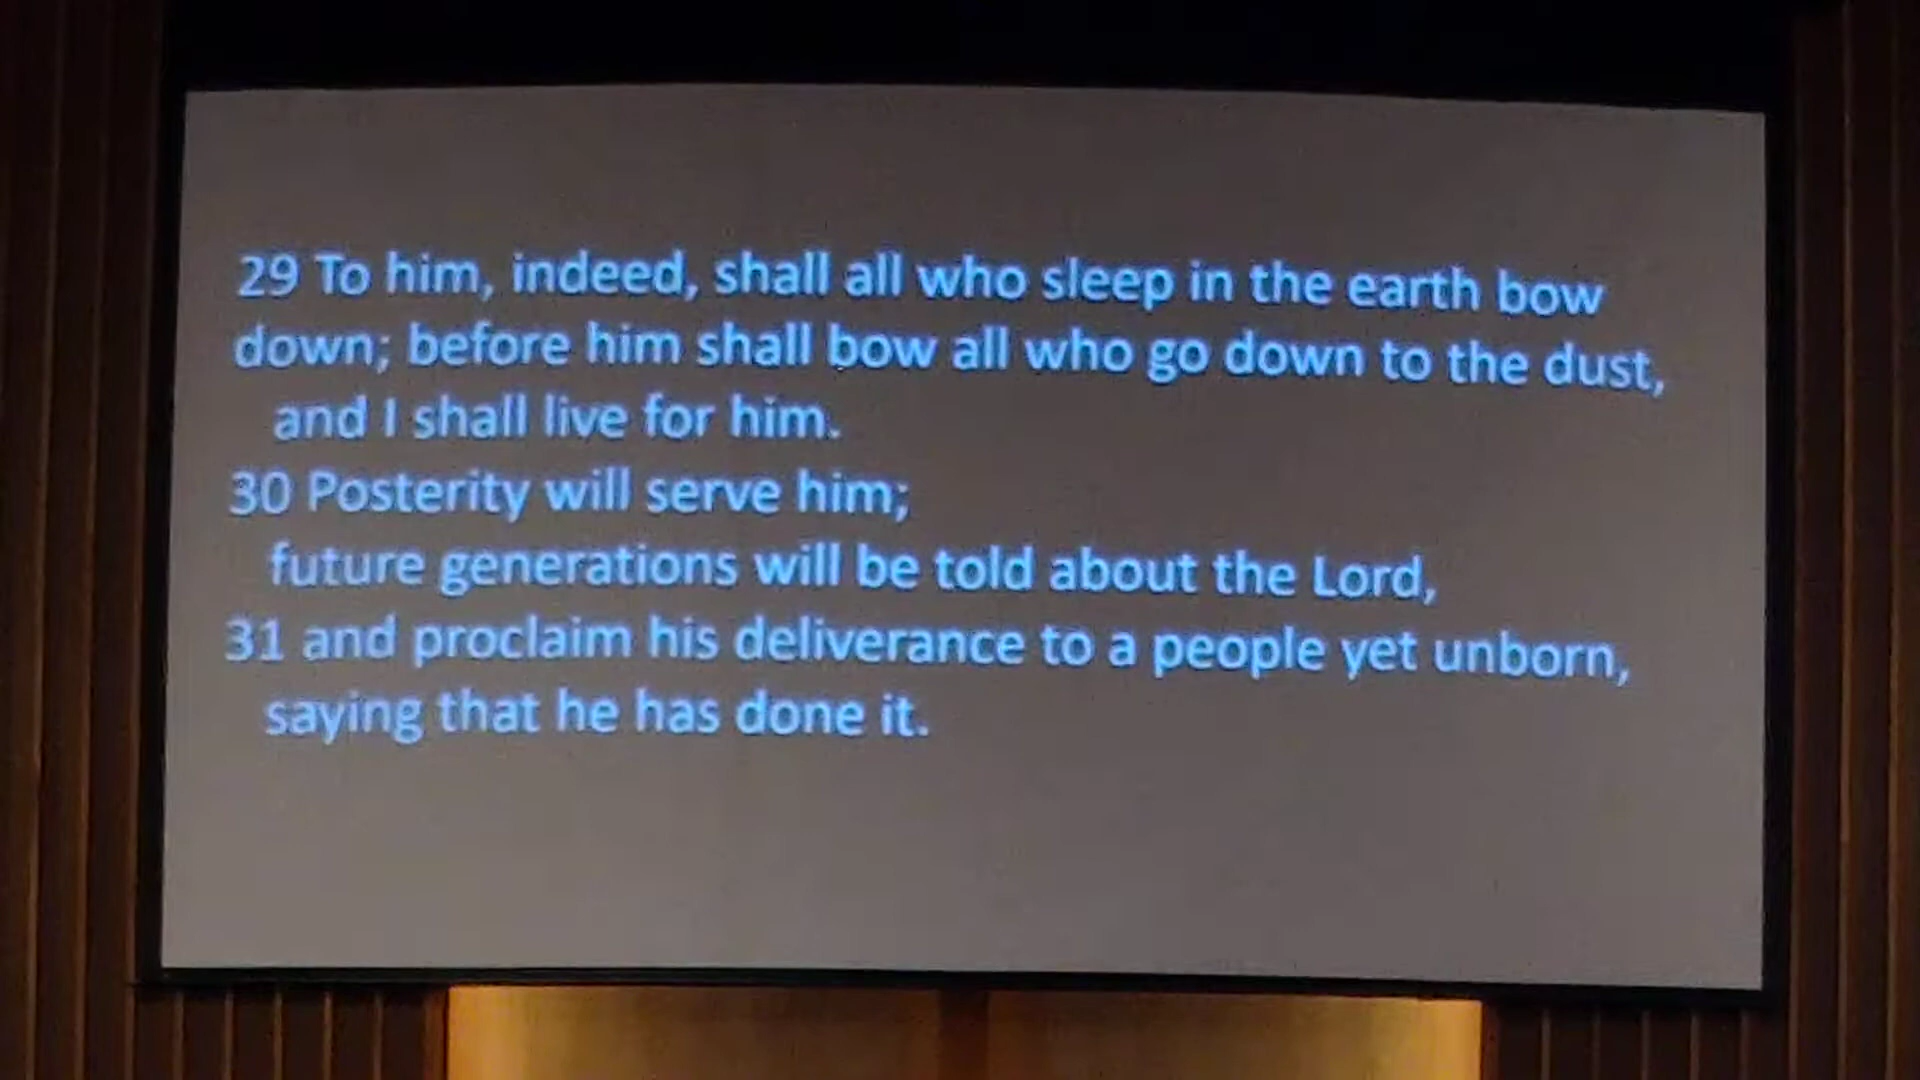 29 To him, indeed, shall all who sleep in the earth bow
down; before him shall bow all who go down to the dust,
and I shall live for him.
30 Posterity will serve him;
future generations will be told about the Lord,
31 and proclaim his deliverance to a people yet unborn,
saying that he has done it.